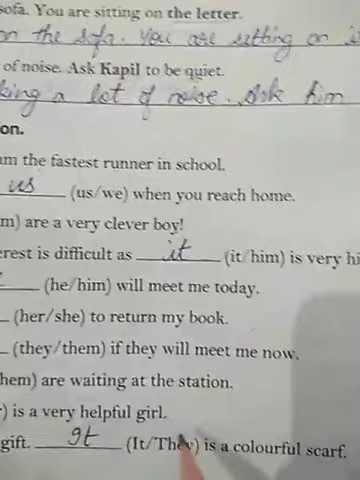 sofa. You are sitting on the letter.
on the sofa. You are setting on it
of noise. Ask Kapil to be quiet.
king a lot of noise. Ask him
on.
am the fastest runner in school.
us (us/we) when you reach home.
m) are a very clever boy!
erest is difficult as it (it/him) is very hi
(he/him) will meet me today.
(her/she) to return my book.
(they/them) if they will meet me now.
hem) are waiting at the station.
) is a very helpful girl.
gift. It (It/They) is a colourful scarf.